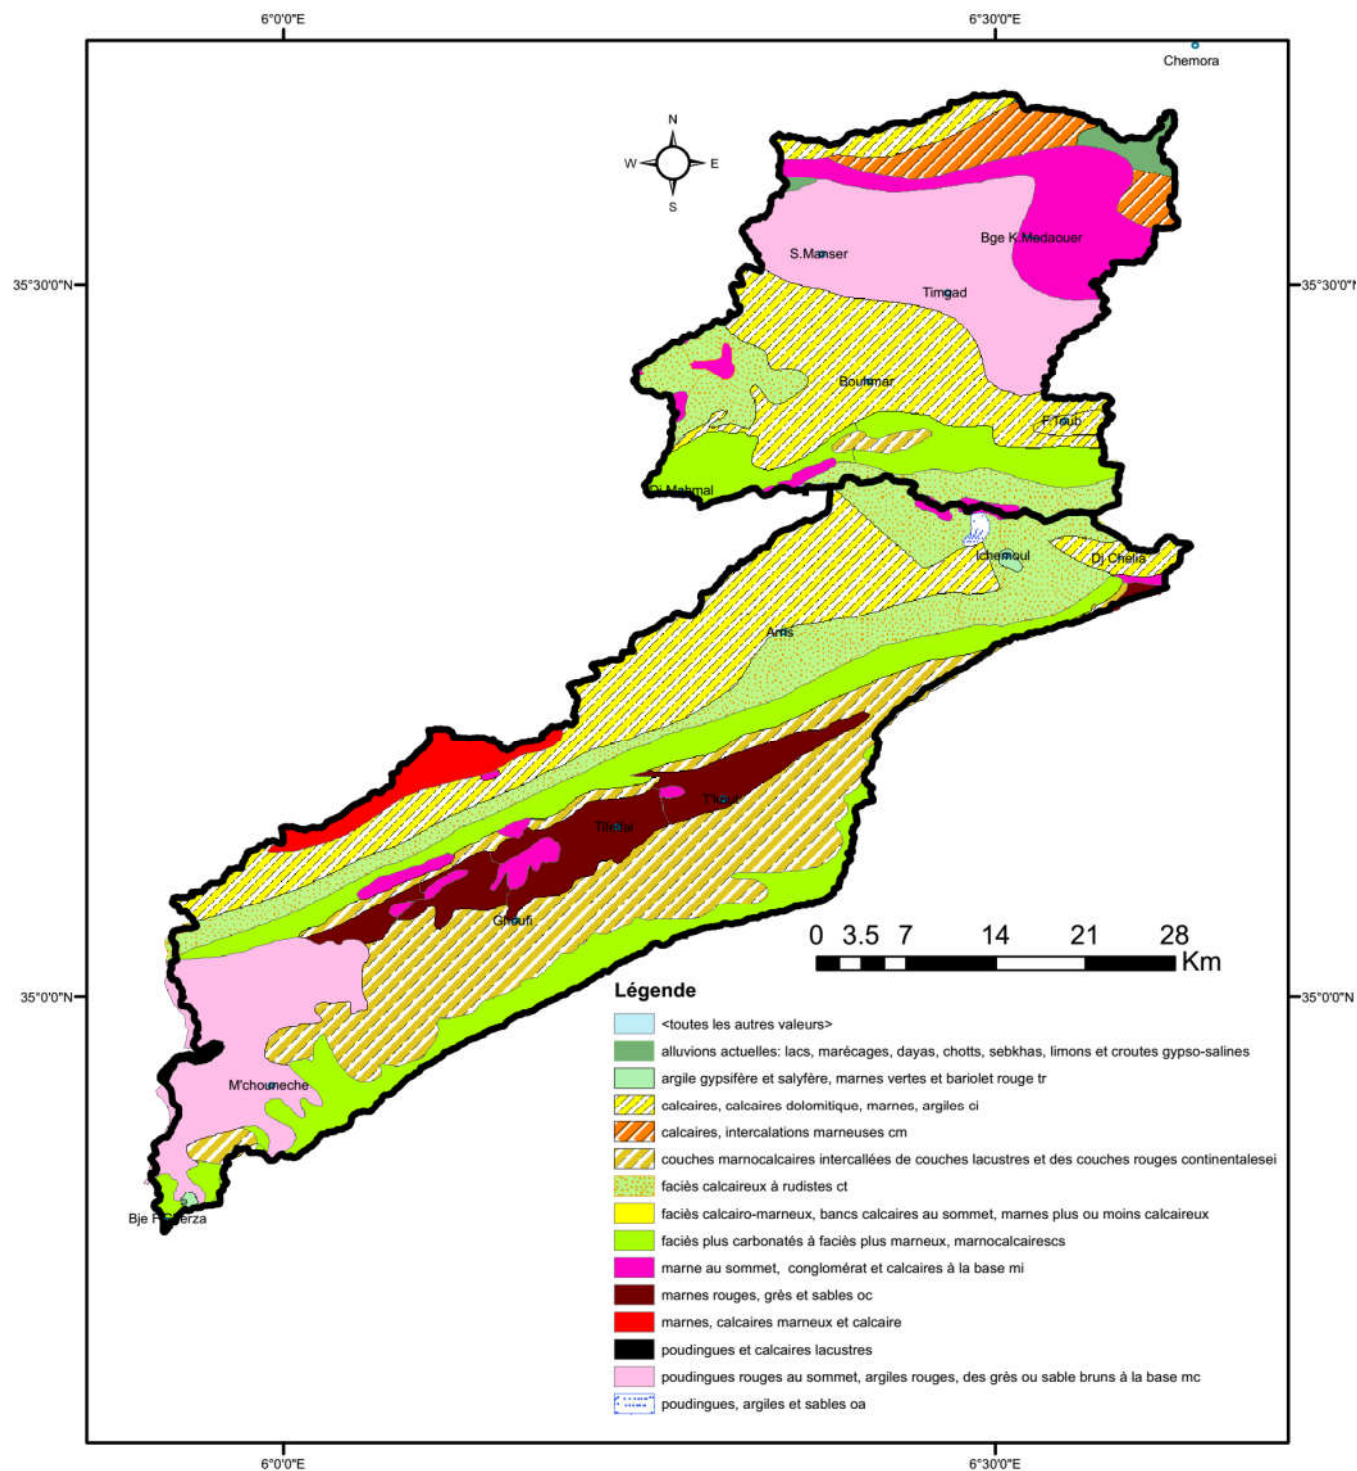 6°0'0"E
6°30'0"E
Chemora
N
W
E
S
Bge K.Medaouer
S.Manser
35°30'0"N
35°30'0"N
Timgad
Bouhmar
F.Toub
Dj Mahmal
Ichemoul
Dj Chelia
Arris
T'kout
Ghoufi
0 3.5 7 14 21 28
Km
Légende
35°0'0"N
35°0'0"N
<toutes les autres valeurs>
alluvions actuelles: lacs, marécages, dayas, chotts, sebkhas, limons et croutes gypso-salines
argile gypsifère et salyfère, marnes vertes et bariolet rouge tr
M'chouneche
calcaires, calcaires dolomitique, marnes, argiles ci
calcaires, intercalations marneuses cm
couches marnocalcaires intercallées de couches lacustres et des couches rouges continentalesei
faciès calcaireux à rudistes ct
Bje F Gherza
faciès calcairo-marneux, bancs calcaires au sommet, marnes plus ou moins calcaireux
faciès plus carbonatés à faciès plus marneux, marnocalcairescs
marne au sommet, conglomérat et calcaires à la base mi
marnes rouges, grès et sables oc
marnes, calcaires marneux et calcaire
poudingues et calcaires lacustres
poudingues rouges au sommet, argiles rouges, des grès ou sable bruns à la base mc
poudingues, argiles et sables oa
6°0'0"E
6°30'0"E